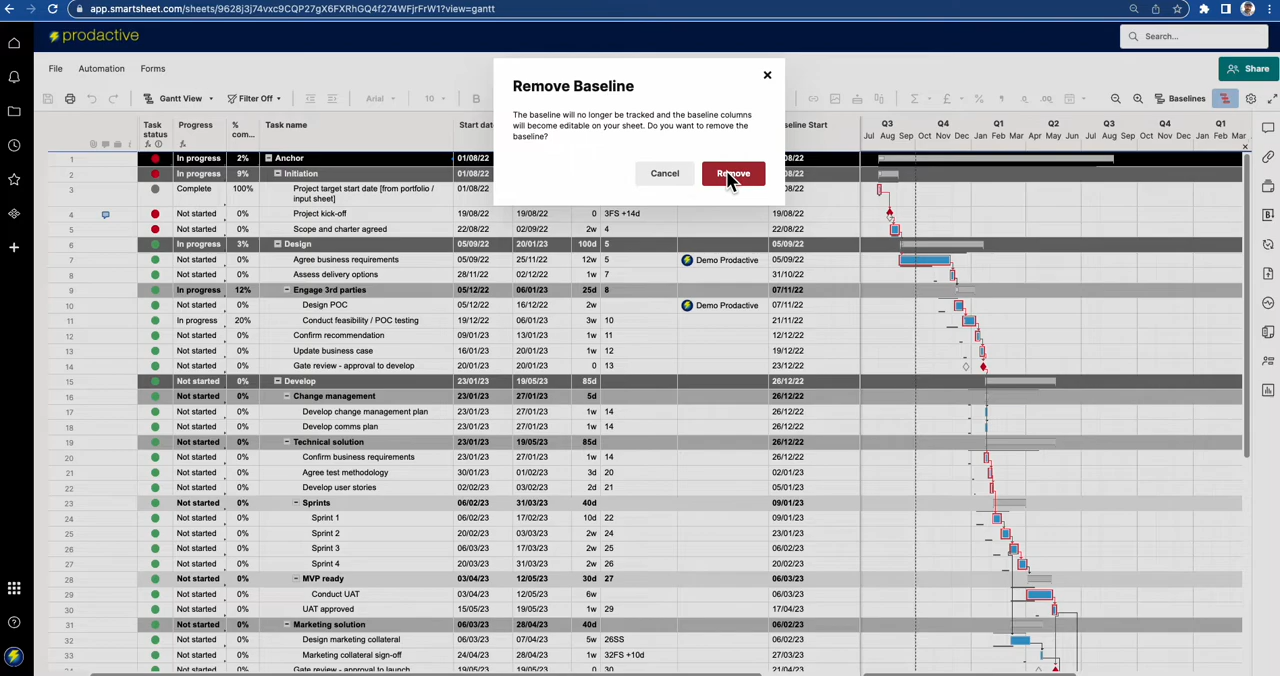 app.smartsheet.com/sheets/9628j3j74vxc9CQP27gX6FXRhGQ4f274WFjrFrW1?view=gantt
prodactive
Search...
File Automation Forms
Share
Remove Baseline
The baseline will no longer be tracked and the baseline columns
will become editable on your sheet. Do you want to remove the
baseline?
Cancel
Remove
Gantt View Filter Off Arial 10 B Baselines
Task status Progress % com... Task name Start date Baseline Start
Q3 Q4 Q1 Q2 Q3 Q4 Q1
Jul Aug Sep Oct Nov Dec Jan Feb Mar Apr May Jun Jul Aug Sep Oct Nov Dec Jan Feb Mar
1 In progress 2% Anchor 01/08/22
2 In progress 9% Initiation 01/08/22
3 Complete 100% Project target start date [from portfolio / 01/08/22
input sheet]
4 Not started 0% Project kick-off 19/08/22 19/08/22 0 3FS +14d 19/08/22
5 Not started 0% Scope and charter agreed 22/08/22 02/09/22 2w 4 22/08/22
6 In progress 3% Design 05/09/22 20/01/23 100d 5 05/09/22
7 Not started 0% Agree business requirements 05/09/22 25/11/22 12w 5 Demo Prodactive 05/09/22
8 Not started 0% Assess delivery options 28/11/22 02/12/22 1w 7 31/10/22
9 In progress 12% Engage 3rd parties 05/12/22 06/01/23 25d 8 07/11/22
10 Not started 0% Design POC 05/12/22 16/12/22 2w Demo Prodactive 07/11/22
11 In progress 20% Conduct feasibility / POC testing 19/12/22 06/01/23 3w 10 21/11/22
12 Not started 0% Confirm recommendation 09/01/23 13/01/23 1w 11 12/12/22
13 Not started 0% Update business case 16/01/23 20/01/23 1w 12 19/12/22
14 Not started 0% Gate review - approval to develop 20/01/23 20/01/23 0 13 23/12/22
15 Not started 0% Develop 23/01/23 19/05/23 85d 26/12/22
16 Not started 0% Change management 23/01/23 27/01/23 5d 26/12/22
17 Not started 0% Develop change management plan 23/01/23 27/01/23 1w 14 26/12/22
18 Not started 0% Develop comms plan 23/01/23 27/01/23 1w 14 26/12/22
19 Not started 0% Technical solution 23/01/23 19/05/23 85d 26/12/22
20 Not started 0% Confirm business requirements 23/01/23 27/01/23 1w 14 26/12/22
21 Not started 0% Agree test methodology 30/01/23 01/02/23 3d 20 02/01/23
22 Not started 0% Develop user stories 02/02/23 03/02/23 2d 21 05/01/23
23 Not started 0% Sprints 06/02/23 31/03/23 40d 09/01/23
24 Not started 0% Sprint 1 06/02/23 17/02/23 10d 22 09/01/23
25 Not started 0% Sprint 2 20/02/23 03/03/23 2w 24 23/01/23
26 Not started 0% Sprint 3 06/03/23 17/03/23 2w 25 06/02/23
27 Not started 0% Sprint 4 20/03/23 31/03/23 2w 26 20/02/23
28 Not started 0% MVP ready 03/04/23 12/05/23 30d 27 06/03/23
29 Not started 0% Conduct UAT 03/04/23 12/05/23 6w 06/03/23
30 Not started 0% UAT approved 15/05/23 19/05/23 1w 29 17/04/23
31 Not started 0% Marketing solution 06/03/23 28/04/23 40d 06/02/23
32 Not started 0% Design marketing collateral 06/03/23 07/04/23 5w 26SS 06/02/23
33 Not started 0% Marketing collateral sign-off 24/04/23 28/04/23 1w 32FS +10d 27/03/23
Not started 0% Gate review - approval to launch 19/05/23 19/05/23 0 30 21/04/23